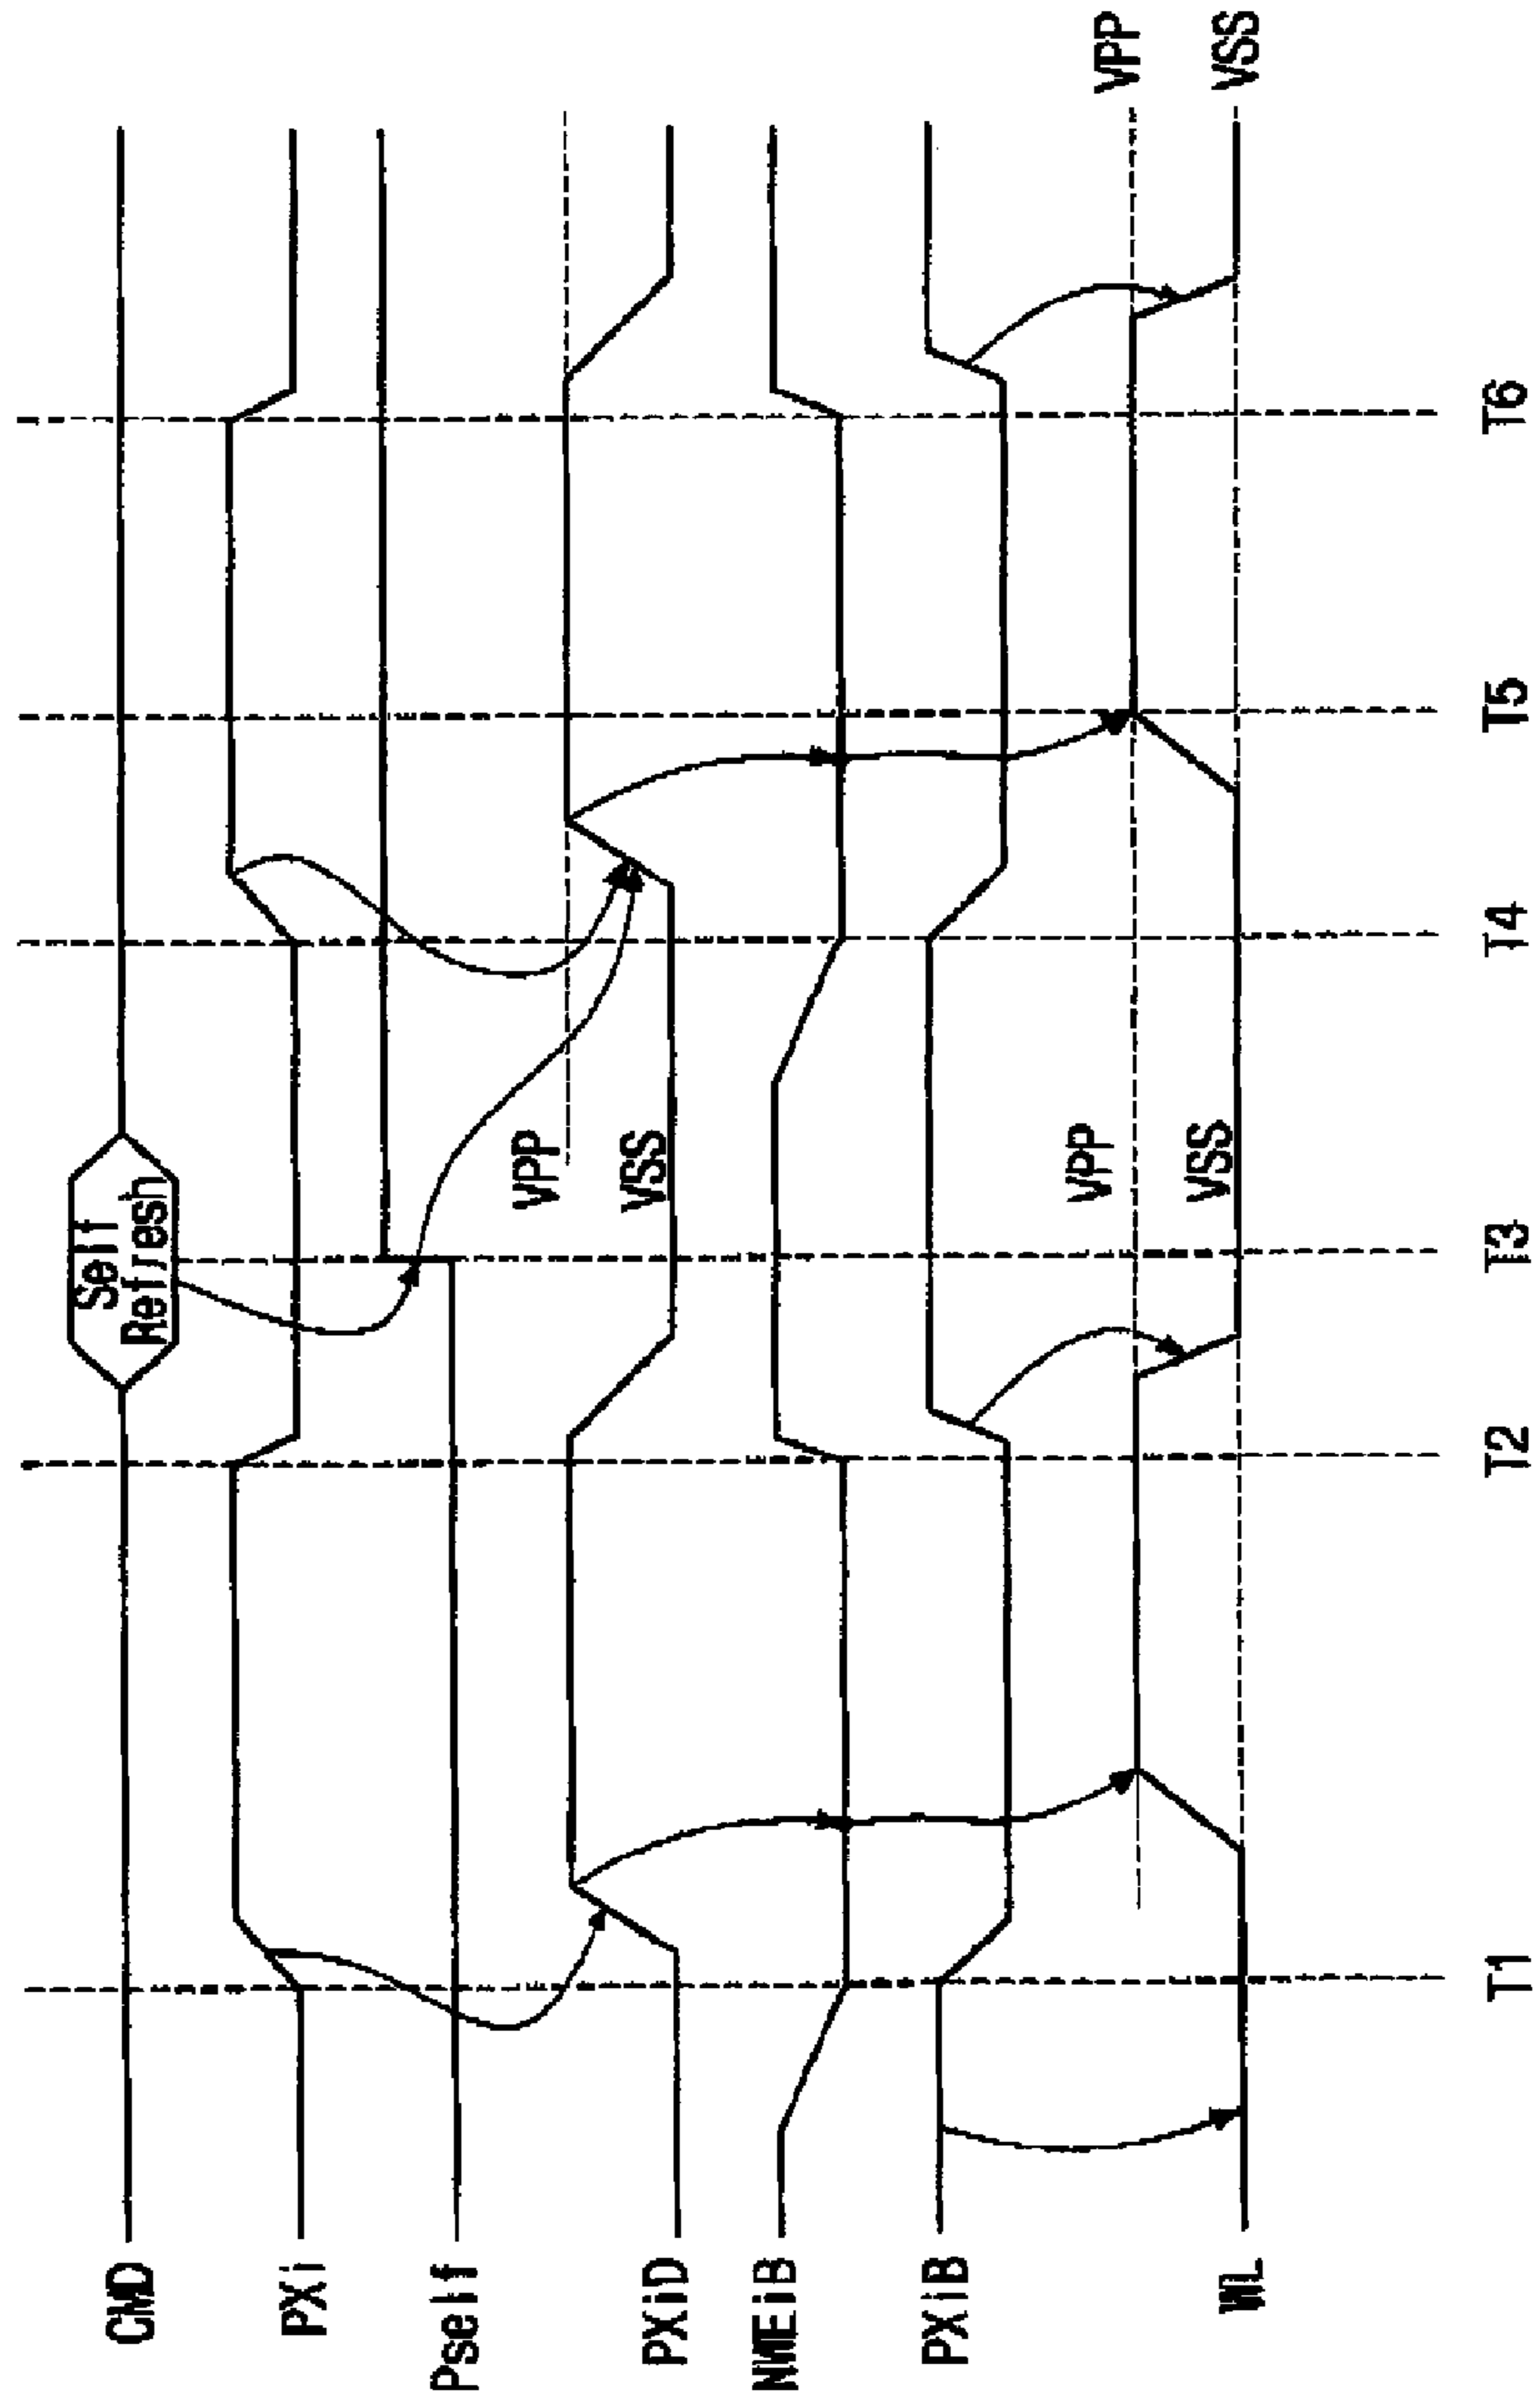 CMD
Self
Refresh
PXi
Pself
PXiD
VPP
VSS
NWEiB
PXiB
WL
VPP
VSS
VPP
VSS
T1
T2
T3
T4
T5
T6